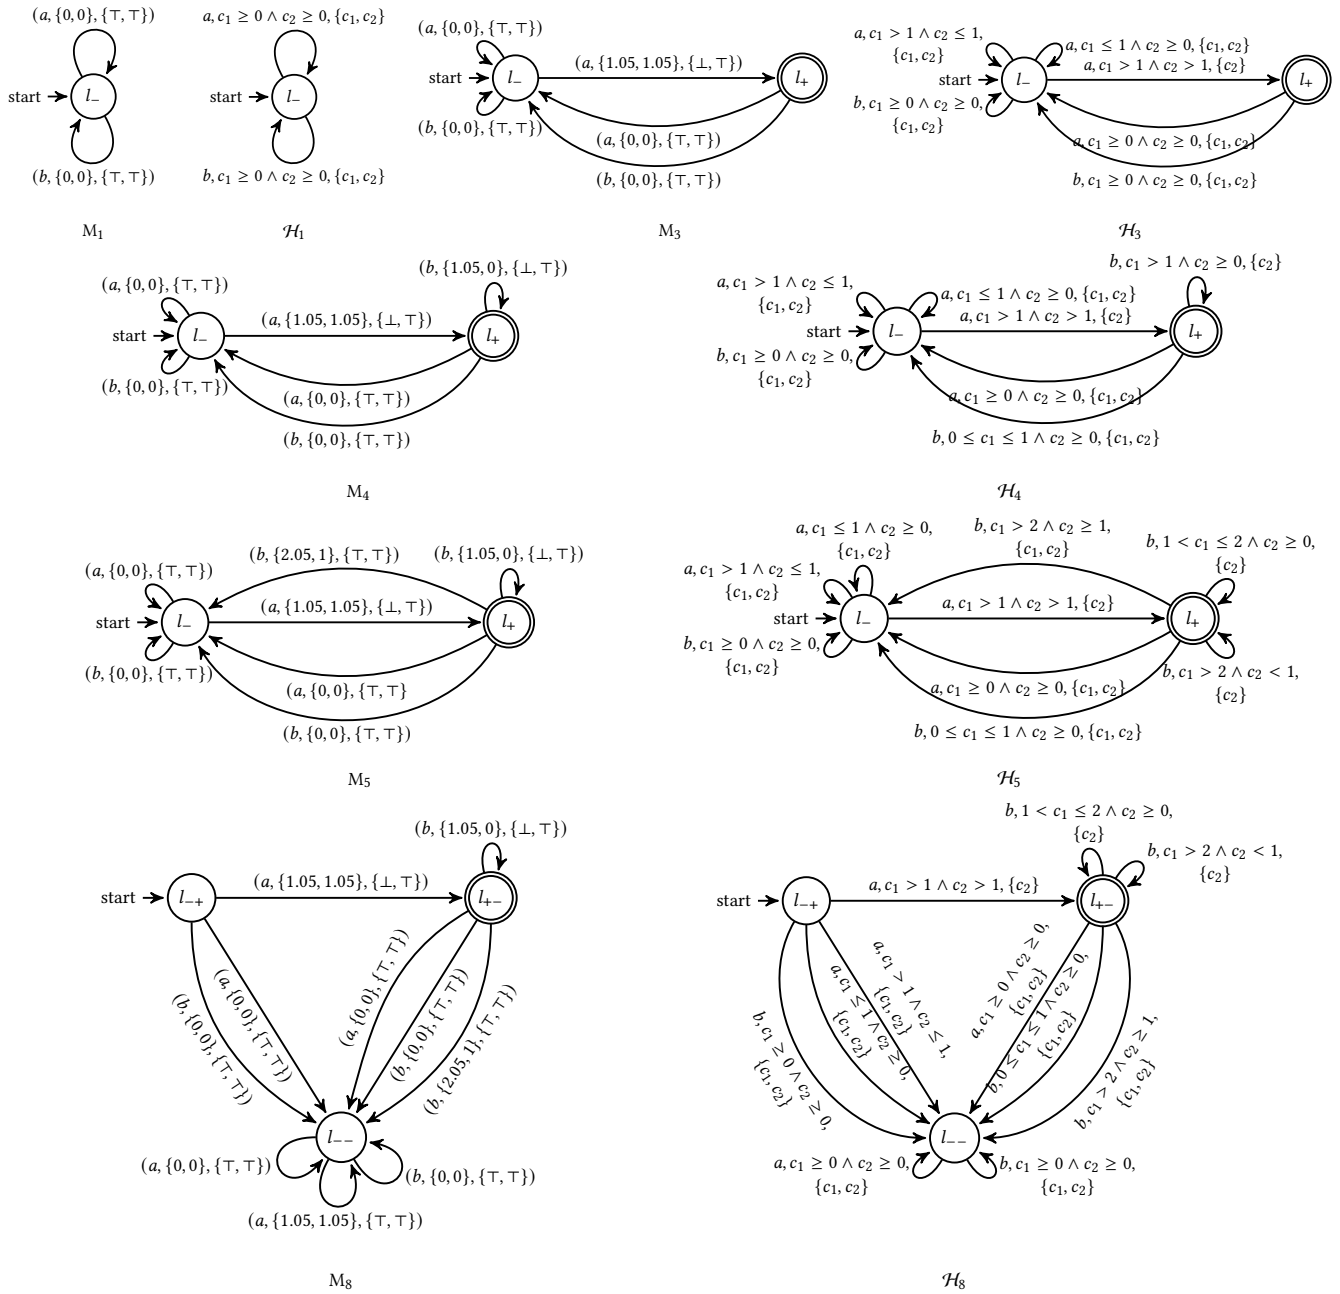 (a, {0, 0}, {⊤, ⊤})
start
l₋
(b, {0, 0}, {⊤, ⊤})
M₁
a, c₁ ≥ 0 ∧ c₂ ≥ 0, {c₁, c₂}
start
l₋
b, c₁ ≥ 0 ∧ c₂ ≥ 0, {c₁, c₂}
ℋ₁
(a, {0, 0}, {⊤, ⊤})
start
l₋
(a, {1.05, 1.05}, {⊥, ⊤})
l₊
(b, {0, 0}, {⊤, ⊤})
(a, {0, 0}, {⊤, ⊤})
(b, {0, 0}, {⊤, ⊤})
M₃
a, c₁ > 1 ∧ c₂ ≤ 1,
{c₁, c₂}
a, c₁ ≤ 1 ∧ c₂ ≥ 0, {c₁, c₂}
a, c₁ > 1 ∧ c₂ > 1, {c₂}
start
l₋
l₊
b, c₁ ≥ 0 ∧ c₂ ≥ 0,
{c₁, c₂}
a, c₁ ≥ 0 ∧ c₂ ≥ 0, {c₁, c₂}
b, c₁ ≥ 0 ∧ c₂ ≥ 0, {c₁, c₂}
ℋ₃
(a, {0, 0}, {⊤, ⊤})
(b, {1.05, 0}, {⊥, ⊤})
(a, {1.05, 1.05}, {⊥, ⊤})
start
l₋
l₊
(b, {0, 0}, {⊤, ⊤})
(a, {0, 0}, {⊤, ⊤})
(b, {0, 0}, {⊤, ⊤})
M₄
b, c₁ > 1 ∧ c₂ ≥ 0, {c₂}
a, c₁ > 1 ∧ c₂ ≤ 1,
{c₁, c₂}
a, c₁ ≤ 1 ∧ c₂ ≥ 0, {c₁, c₂}
a, c₁ > 1 ∧ c₂ > 1, {c₂}
start
l₋
l₊
b, c₁ ≥ 0 ∧ c₂ ≥ 0,
{c₁, c₂}
a, c₁ ≥ 0 ∧ c₂ ≥ 0, {c₁, c₂}
b, 0 ≤ c₁ ≤ 1 ∧ c₂ ≥ 0, {c₁, c₂}
ℋ₄
(b, {2.05, 1}, {⊤, ⊤})
(b, {1.05, 0}, {⊥, ⊤})
(a, {0, 0}, {⊤, ⊤})
(a, {1.05, 1.05}, {⊥, ⊤})
start
l₋
l₊
(b, {0, 0}, {⊤, ⊤})
(a, {0, 0}, {⊤, ⊤}
(b, {0, 0}, {⊤, ⊤})
M₅
a, c₁ ≤ 1 ∧ c₂ ≥ 0,
{c₁, c₂}
b, c₁ > 2 ∧ c₂ ≥ 1,
{c₁, c₂}
b, 1 < c₁ ≤ 2 ∧ c₂ ≥ 0,
{c₂}
a, c₁ > 1 ∧ c₂ ≤ 1,
{c₁, c₂}
a, c₁ > 1 ∧ c₂ > 1, {c₂}
start
l₋
l₊
b, c₁ ≥ 0 ∧ c₂ ≥ 0,
{c₁, c₂}
b, c₁ > 2 ∧ c₂ < 1,
{c₂}
a, c₁ ≥ 0 ∧ c₂ ≥ 0, {c₁, c₂}
b, 0 ≤ c₁ ≤ 1 ∧ c₂ ≥ 0, {c₁, c₂}
ℋ₅
(b, {1.05, 0}, {⊥, ⊤})
(a, {1.05, 1.05}, {⊥, ⊤})
start
l₋₊
l₊₋
(b, {0, 0}, {⊤, ⊤})
(a, {0, 0}, {⊤, ⊤})
(a, {0, 0}, {⊤, ⊤})
(b, {0, 0}, {⊤, ⊤})
(b, {2.05, 1}, {⊤, ⊤})
l₋₋
(a, {0, 0}, {⊤, ⊤})
(b, {0, 0}, {⊤, ⊤})
(a, {1.05, 1.05}, {⊤, ⊤})
M₈
b, 1 < c₁ ≤ 2 ∧ c₂ ≥ 0,
{c₂}
b, c₁ > 2 ∧ c₂ < 1,
{c₂}
a, c₁ > 1 ∧ c₂ > 1, {c₂}
start
l₋₊
l₊₋
b, c₁ ≥ 0 ∧ c₂ ≥ 0,
{c₁, c₂}
a, c₁ ≤ 1 ∧ c₂ ≥ 0,
{c₁, c₂}
a, c₁ > 1 ∧ c₂ ≤ 1,
{c₁, c₂}
a, c₁ ≥ 0 ∧ c₂ ≥ 0,
{c₁, c₂}
b, 0 ≤ c₁ ≤ 1 ∧ c₂ ≥ 0,
{c₁, c₂}
b, c₁ > 2 ∧ c₂ ≥ 1,
{c₁, c₂}
l₋₋
a, c₁ ≥ 0 ∧ c₂ ≥ 0,
{c₁, c₂}
b, c₁ ≥ 0 ∧ c₂ ≥ 0,
{c₁, c₂}
ℋ₈